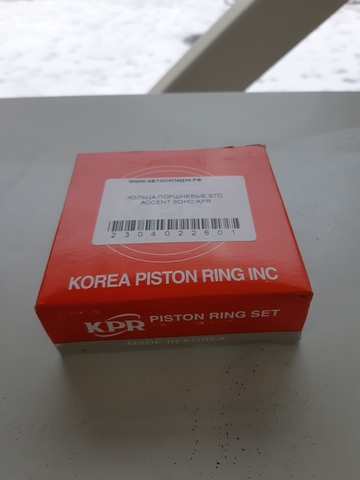 WWW.АВТОСКЛАД24.РФ
КОЛЬЦА ПОРШНЕВЫЕ STD
ACCENT SOHC KPR
2304022601
KOREA PISTON RING INC
KPR PISTON RING SET
MADE IN KOREA